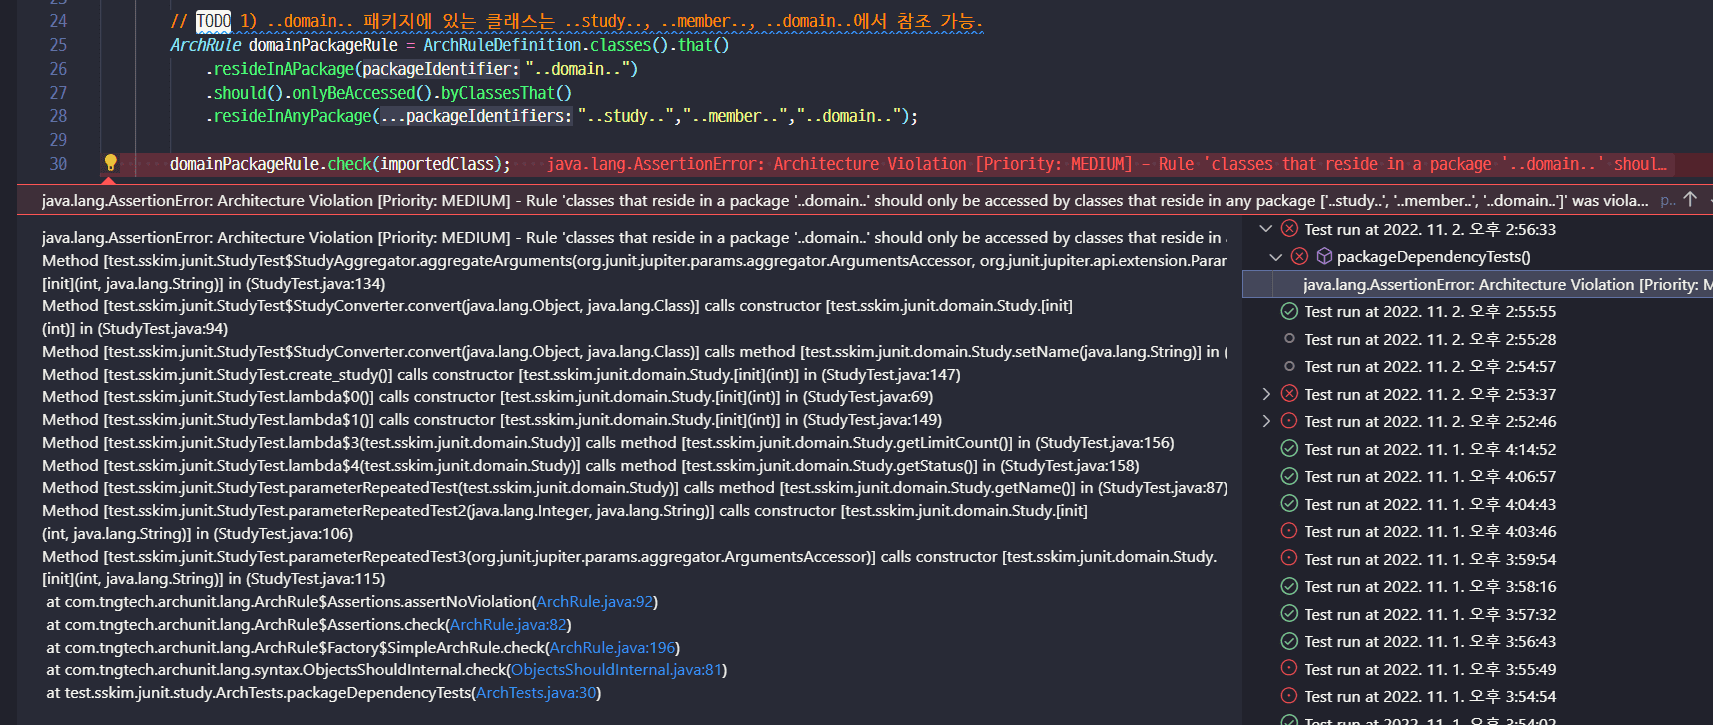 24 // TODO 1) ..domain.. 패키지에 있는 클래스는 ..study.., ..member.., ..domain..에서 참조 가능.
25 ArchRule domainPackageRule = ArchRuleDefinition.classes().that()
26 .resideInAPackage(packageIdentifier: "..domain..")
27 .should().onlyBeAccessed().byClassesThat()
28 .resideInAnyPackage(...packageIdentifiers: "..study..","..member..","..domain..");
29
30 domainPackageRule.check(importedClass); java.lang.AssertionError: Architecture Violation [Priority: MEDIUM] - Rule 'classes that reside in a package '..domain..' shoul…
java.lang.AssertionError: Architecture Violation [Priority: MEDIUM] - Rule 'classes that reside in a package '..domain..' should only be accessed by classes that reside in any package ['..study..', '..member..', '..domain..']' was viola... p..
java.lang.AssertionError: Architecture Violation [Priority: MEDIUM] - Rule 'classes that reside in a package '..domain..' should only be accessed by classes that reside in
Method [test.sskim.junit.StudyTest$StudyAggregator.aggregateArguments(org.junit.jupiter.params.aggregator.ArgumentsAccessor, org.junit.jupiter.api.extension.Parar
[init](int, java.lang.String)] in (StudyTest.java:134)
Method [test.sskim.junit.StudyTest$StudyConverter.convert(java.lang.Object, java.lang.Class)] calls constructor [test.sskim.junit.domain.Study.[init]
(int)] in (StudyTest.java:94)
Method [test.sskim.junit.StudyTest$StudyConverter.convert(java.lang.Object, java.lang.Class)] calls method [test.sskim.junit.domain.Study.setName(java.lang.String)] in (
Method [test.sskim.junit.StudyTest.create_study()] calls constructor [test.sskim.junit.domain.Study.[init](int)] in (StudyTest.java:147)
Method [test.sskim.junit.StudyTest.lambda$0()] calls constructor [test.sskim.junit.domain.Study.[init](int)] in (StudyTest.java:69)
Method [test.sskim.junit.StudyTest.lambda$1()] calls constructor [test.sskim.junit.domain.Study.[init](int)] in (StudyTest.java:149)
Method [test.sskim.junit.StudyTest.lambda$3(test.sskim.junit.domain.Study)] calls method [test.sskim.junit.domain.Study.getLimitCount()] in (StudyTest.java:156)
Method [test.sskim.junit.StudyTest.lambda$4(test.sskim.junit.domain.Study)] calls method [test.sskim.junit.domain.Study.getStatus()] in (StudyTest.java:158)
Method [test.sskim.junit.StudyTest.parameterRepeatedTest(test.sskim.junit.domain.Study)] calls method [test.sskim.junit.domain.Study.getName()] in (StudyTest.java:87)
Method [test.sskim.junit.StudyTest.parameterRepeatedTest2(java.lang.Integer, java.lang.String)] calls constructor [test.sskim.junit.domain.Study.[init]
(int, java.lang.String)] in (StudyTest.java:106)
Method [test.sskim.junit.StudyTest.parameterRepeatedTest3(org.junit.jupiter.params.aggregator.ArgumentsAccessor)] calls constructor [test.sskim.junit.domain.Study.
[init](int, java.lang.String)] in (StudyTest.java:115)
at com.tngtech.archunit.lang.ArchRule$Assertions.assertNoViolation(ArchRule.java:92)
at com.tngtech.archunit.lang.ArchRule$Assertions.check(ArchRule.java:82)
at com.tngtech.archunit.lang.ArchRule$Factory$SimpleArchRule.check(ArchRule.java:196)
at com.tngtech.archunit.lang.syntax.ObjectsShouldInternal.check(ObjectsShouldInternal.java:81)
at test.sskim.junit.study.ArchTests.packageDependencyTests(ArchTests.java:30)
Test run at 2022. 11. 2. 오후 2:56:33
packageDependencyTests()
java.lang.AssertionError: Architecture Violation [Priority: M
Test run at 2022. 11. 2. 오후 2:55:55
Test run at 2022. 11. 2. 오후 2:55:28
Test run at 2022. 11. 2. 오후 2:54:57
Test run at 2022. 11. 2. 오후 2:53:37
Test run at 2022. 11. 2. 오후 2:52:46
Test run at 2022. 11. 1. 오후 4:14:52
Test run at 2022. 11. 1. 오후 4:06:57
Test run at 2022. 11. 1. 오후 4:04:43
Test run at 2022. 11. 1. 오후 4:03:46
Test run at 2022. 11. 1. 오후 3:59:54
Test run at 2022. 11. 1. 오후 3:58:16
Test run at 2022. 11. 1. 오후 3:57:32
Test run at 2022. 11. 1. 오후 3:56:43
Test run at 2022. 11. 1. 오후 3:55:49
Test run at 2022. 11. 1. 오후 3:54:54
Test run at 2022. 11. 1. 오후 3:54:02